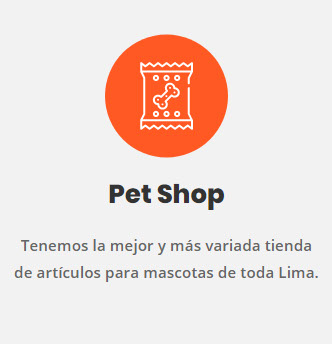 Pet Shop
Tenemos la mejor y más variada tienda
de artículos para mascotas de toda Lima.